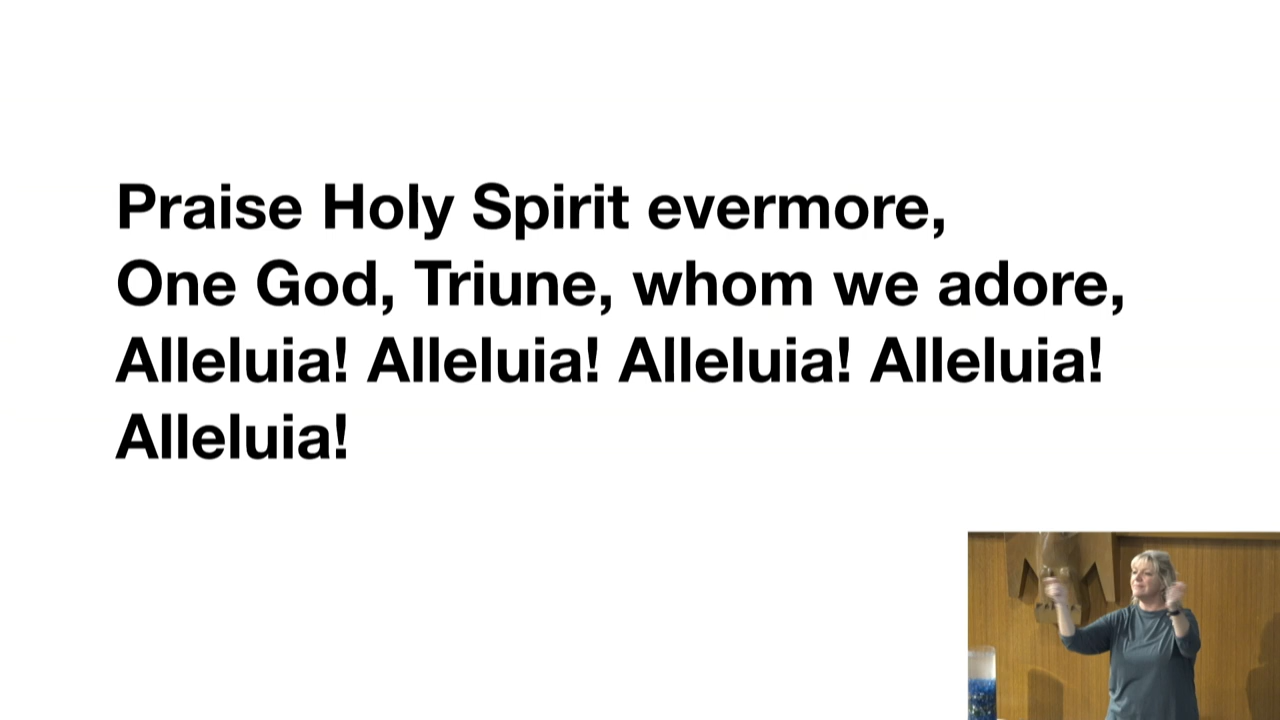 Praise Holy Spirit evermore,
One God, Triune, whom we adore,
Alleluia! Alleluia! Alleluia! Alleluia!
Alleluia!